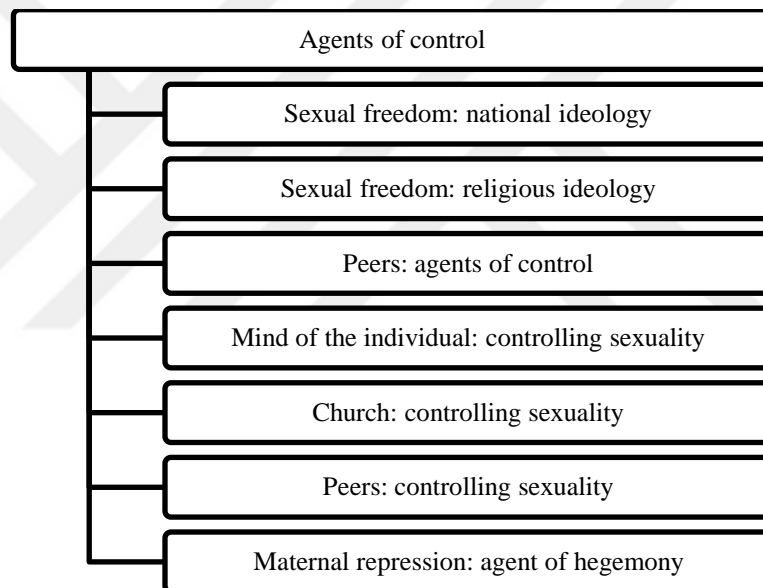 Agents of control
Sexual freedom: national ideology
Sexual freedom: religious ideology
Peers: agents of control
Mind of the individual: controlling sexuality
Church: controlling sexuality
Peers: controlling sexuality
Maternal repression: agent of hegemony